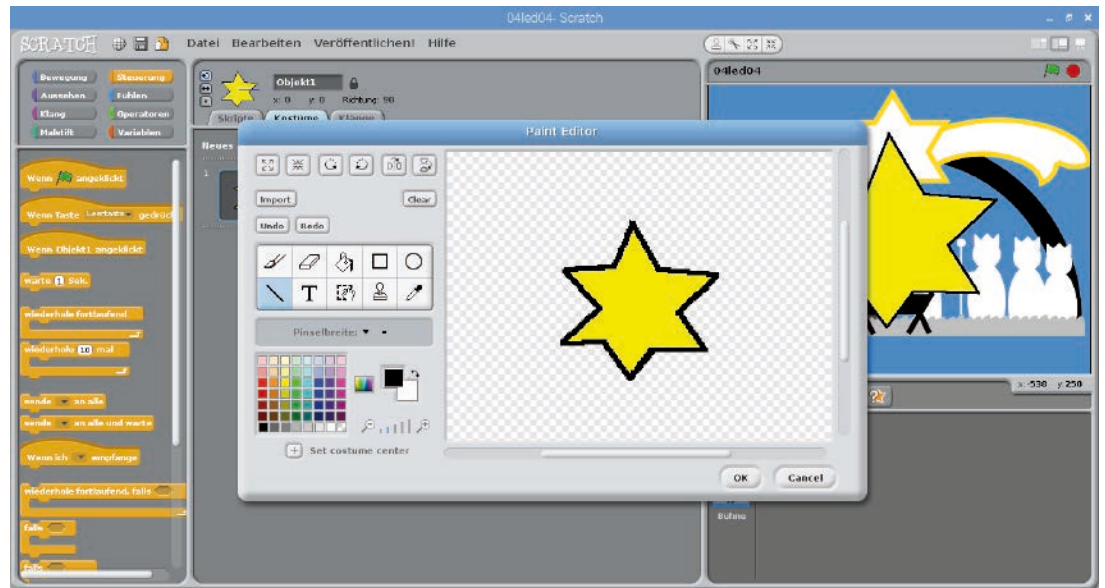 04led04- Scratch
SCRATCH Datei Bearbeiten Veröffentlichen! Hilfe
Bewegung Steuerung
Aussehen Fühlen
Klang Operatoren
Malstift Variablen
Objekt1
x: 0 y: 0 Richtung: 90
Skripte Kostüme Klänge
04led04
Neues
1
Wenn angeklickt
Wenn Taste Leertaste gedrück
Wenn Objekt1 angeklickt
warte 1 Sek.
wiederhole fortlaufend
wiederhole 10 mal
sende an alle
sende an alle und warte
Wenn ich empfange
wiederhole fortlaufend, falls
falls
falls
Paint Editor
Import Clear
Undo Redo
T
Pinselbreite:
Set costume center
OK Cancel
x: -530 y: 250
Bühne